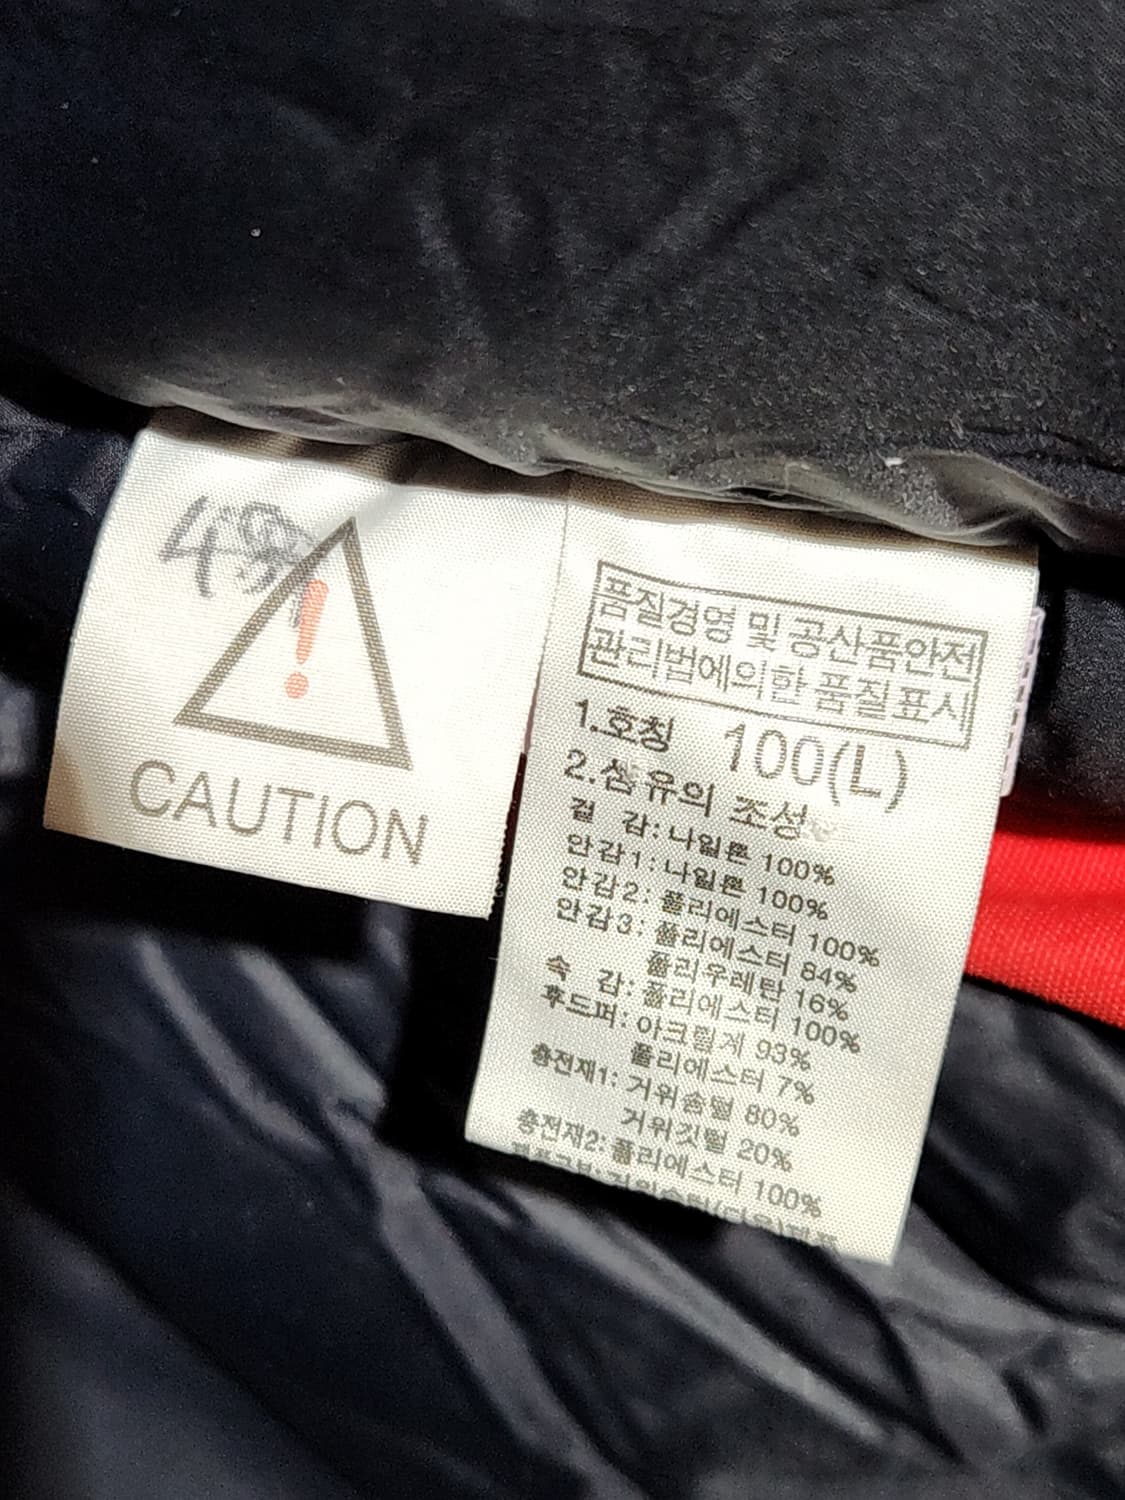 CAUTION
품질경영 및 공산품안전
관리법에의한 품질표시
1.호칭 100(L)
2.섬유의 조성
겉 감: 나일론 100%
안감1: 나일론 100%
안감2: 폴리에스터 100%
안감3: 폴리에스터 84%
폴리우레탄 16%
속 감: 폴리에스터 100%
후드퍼: 아크릴계 93%
폴리에스터 7%
충전재1: 거위솜털 80%
거위깃털 20%
충전재2: 폴리에스터 100%
거위솜털(다운)제품